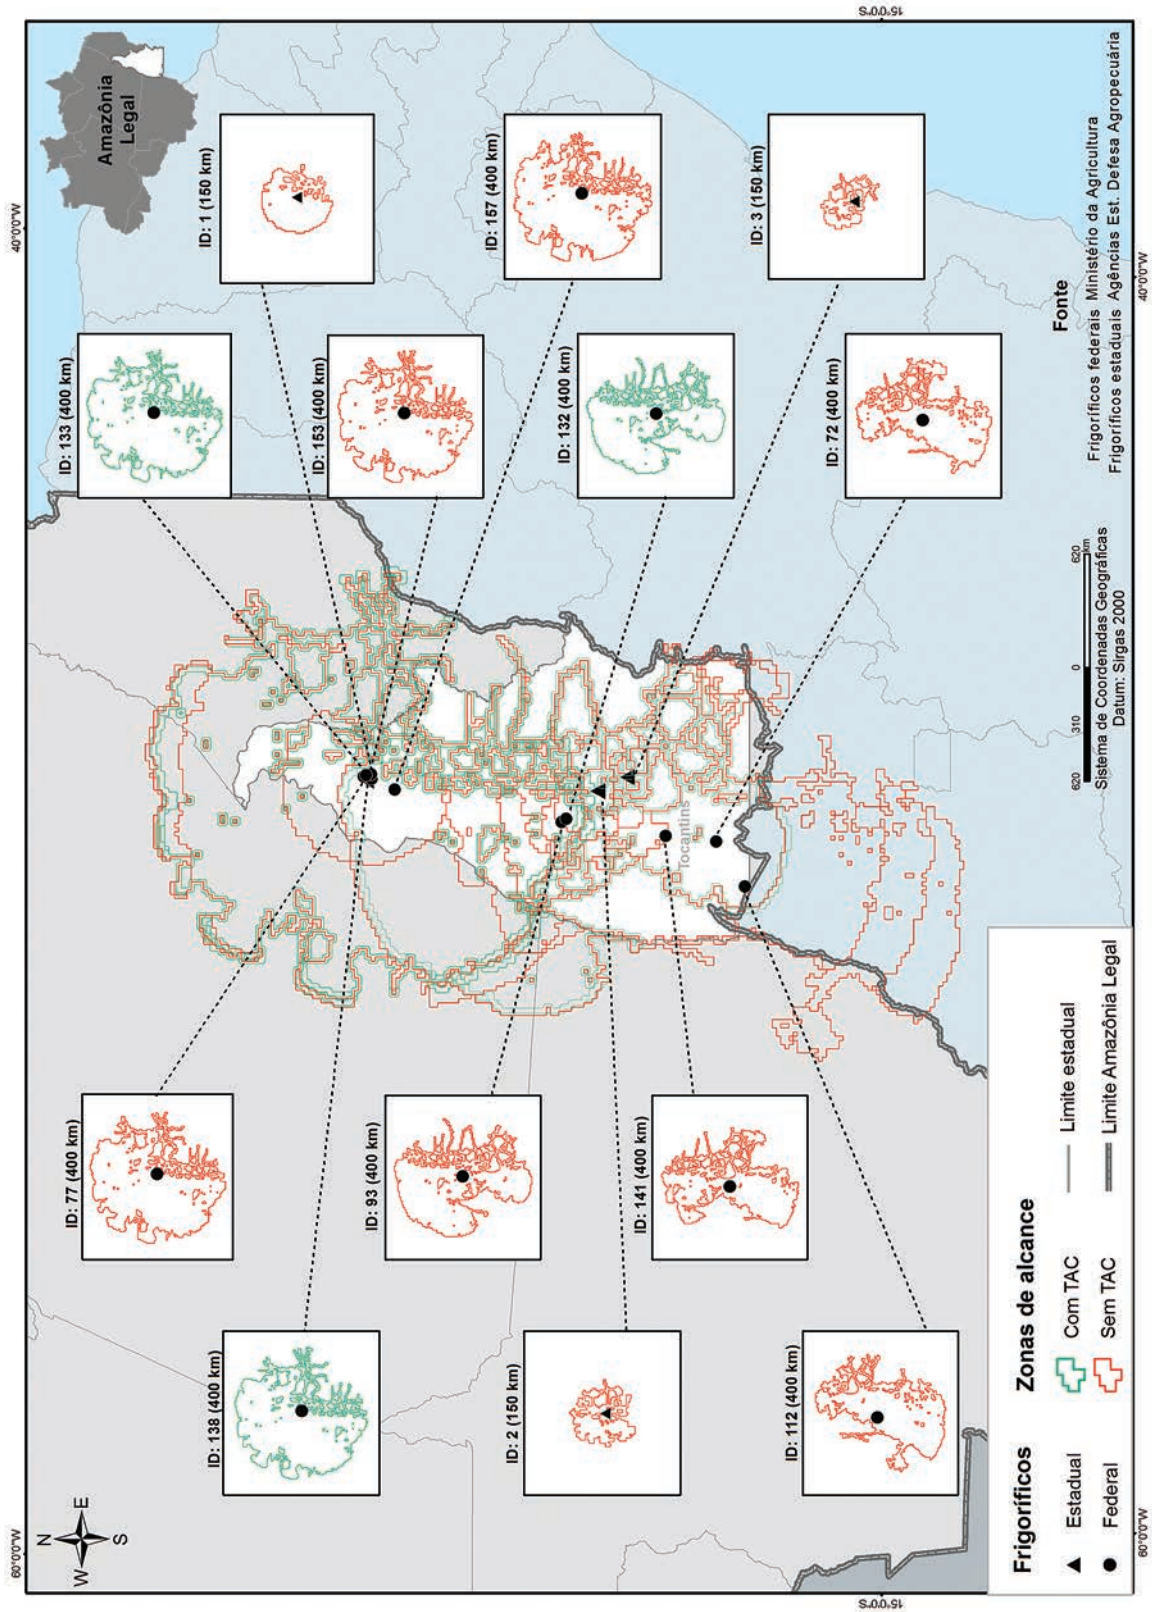 60°0'0"W
40°0'0"W
15°0'0"S
15°0'0"S
60°0'0"W
40°0'0"W
N
W
E
S
Amazônia
Legal
ID: 138 (400 km)
ID: 77 (400 km)
ID: 133 (400 km)
ID: 1 (150 km)
ID: 93 (400 km)
ID: 153 (400 km)
ID: 157 (400 km)
ID: 2 (150 km)
ID: 141 (400 km)
ID: 132 (400 km)
ID: 3 (150 km)
ID: 112 (400 km)
ID: 72 (400 km)
Tocantins
Frigoríficos
Estadual
Federal
Zonas de alcance
Com TAC
Sem TAC
Limite estadual
Limite Amazônia Legal
620 310 0 620
km
Sistema de Coordenadas Geográficas
Datum: Sirgas 2000
Fonte
Frigoríficos federais Ministério da Agricultura
Frigoríficos estaduais Agências Est. Defesa Agropecuária